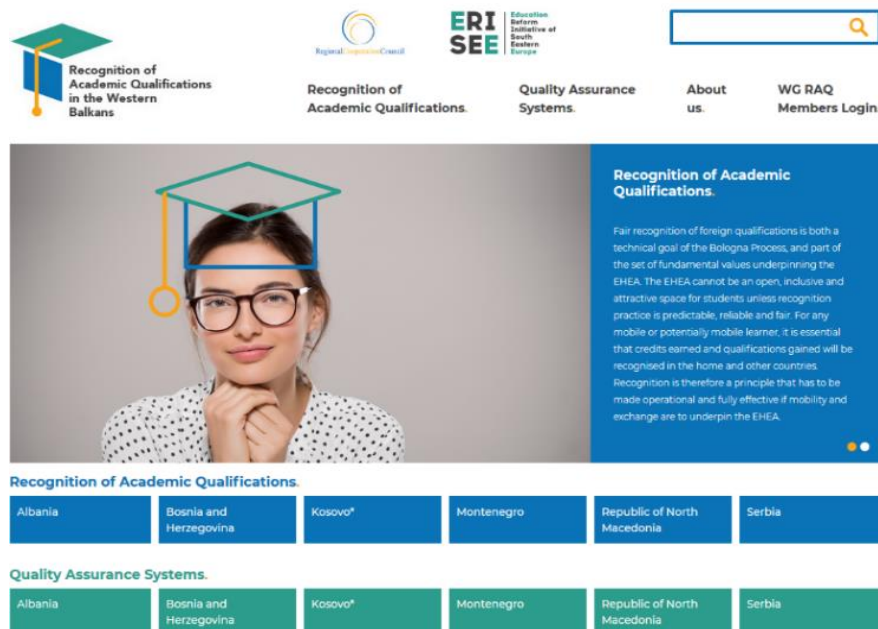 Recognition of
Academic Qualifications
in the Western
Balkans
RegionalCooperationCouncil
ERI
SEE
Education
Reform
Initiative of
South
Eastern
Europe
Recognition of
Academic Qualifications.
Quality Assurance
Systems.
About
us.
WG RAQ
Members Login
Recognition of Academic
Qualifications.
Fair recognition of foreign qualifications is both a
technical goal of the Bologna Process, and part of
the set of fundamental values underpinning the
EHEA. The EHEA cannot be an open, inclusive and
attractive space for students unless recognition
practice is predictable, reliable and fair. For any
mobile or potentially mobile learner, it is essential
that credits earned and qualifications gained will be
recognised in the home and other countries.
Recognition is therefore a principle that has to be
made operational and fully effective if mobility and
exchange are to underpin the EHEA.
Recognition of Academic Qualifications.
Albania
Bosnia and
Herzegovina
Kosovo*
Montenegro
Republic of North
Macedonia
Serbia
Quality Assurance Systems.
Albania
Bosnia and
Herzegovina
Kosovo*
Montenegro
Republic of North
Macedonia
Serbia